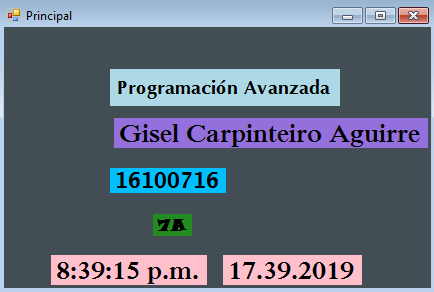 Principal
Programación Avanzada
Gisel Carpinteiro Aguirre
16100716
7A
8:39:15 p.m. 17.39.2019